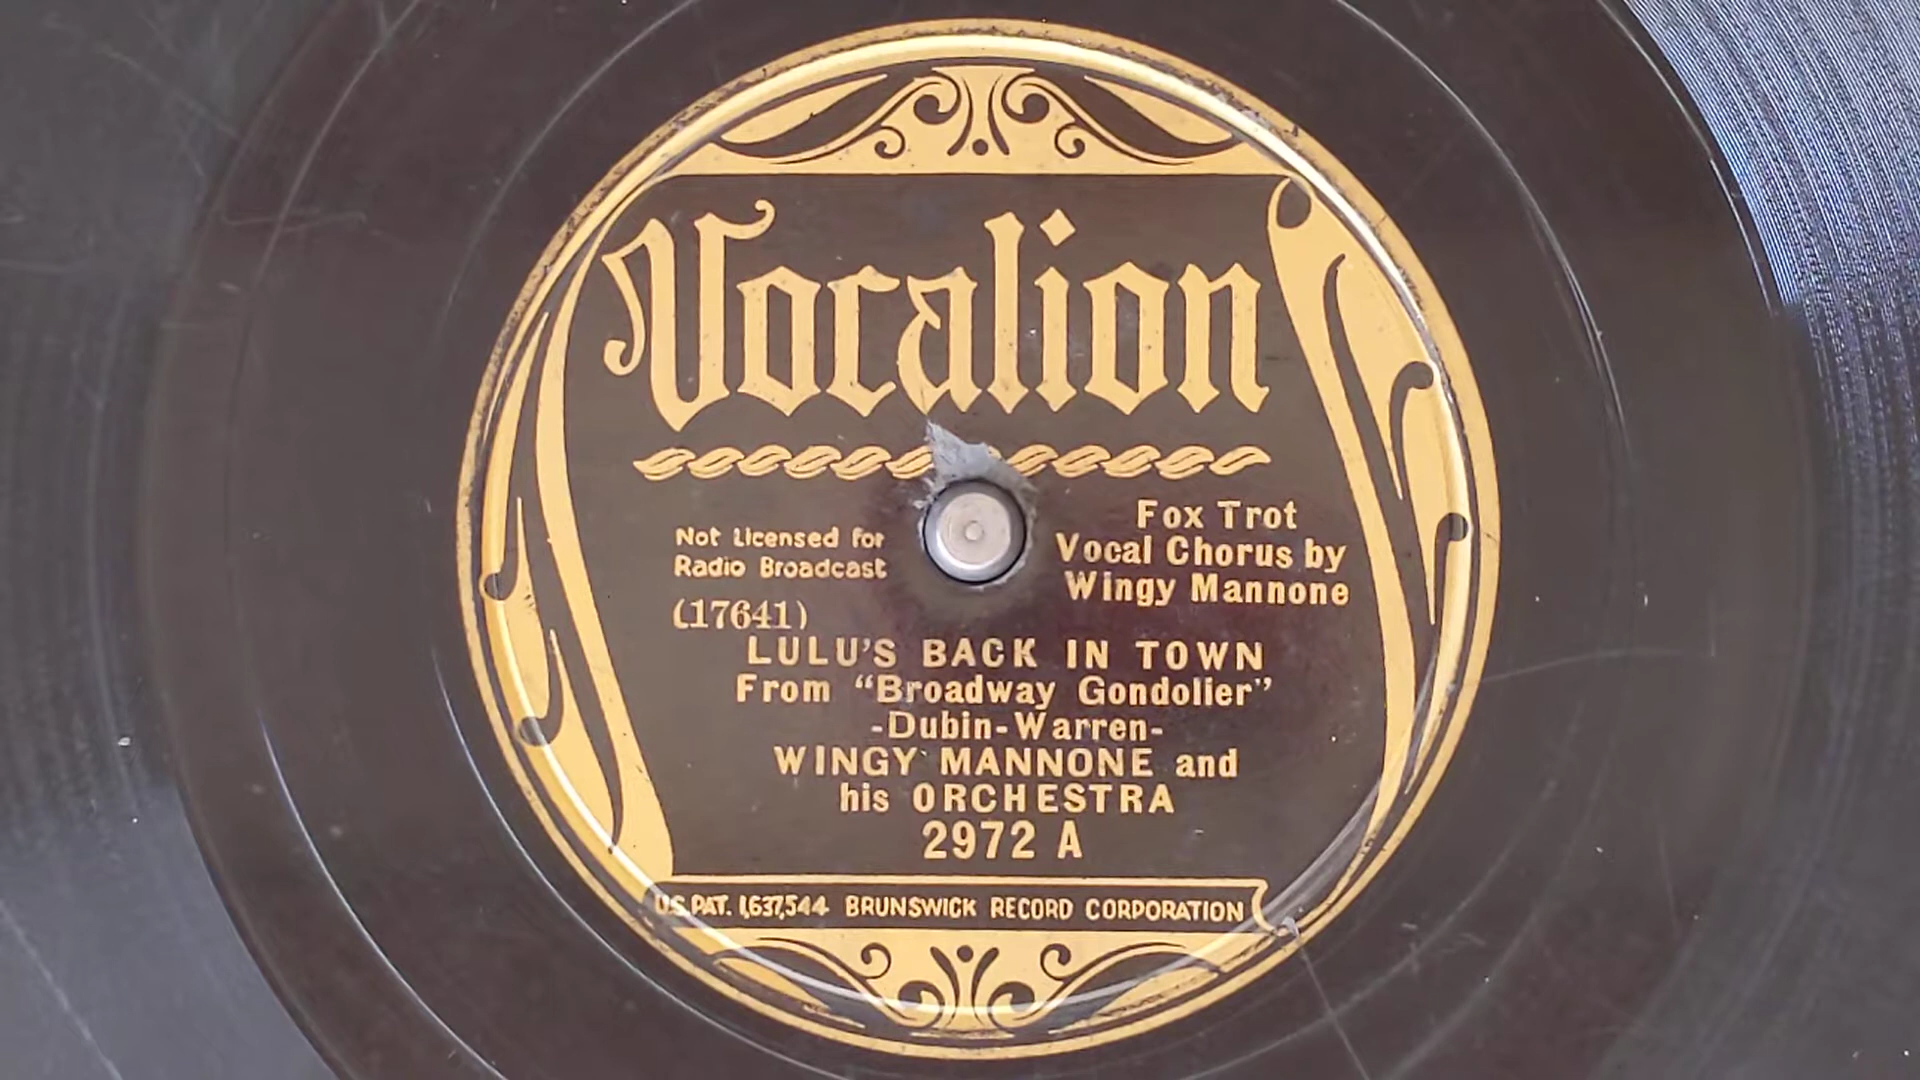 Vocalion
Not Licensed for
Radio Broadcast
(17641)
Fox Trot
Vocal Chorus by
Wingy Mannone
LULU'S BACK IN TOWN
From “Broadway Gondolier”
-Dubin-Warren-
WINGY MANNONE and
his ORCHESTRA
2972 A
U.S. PAT. 1,637,544 BRUNSWICK RECORD CORPORATION